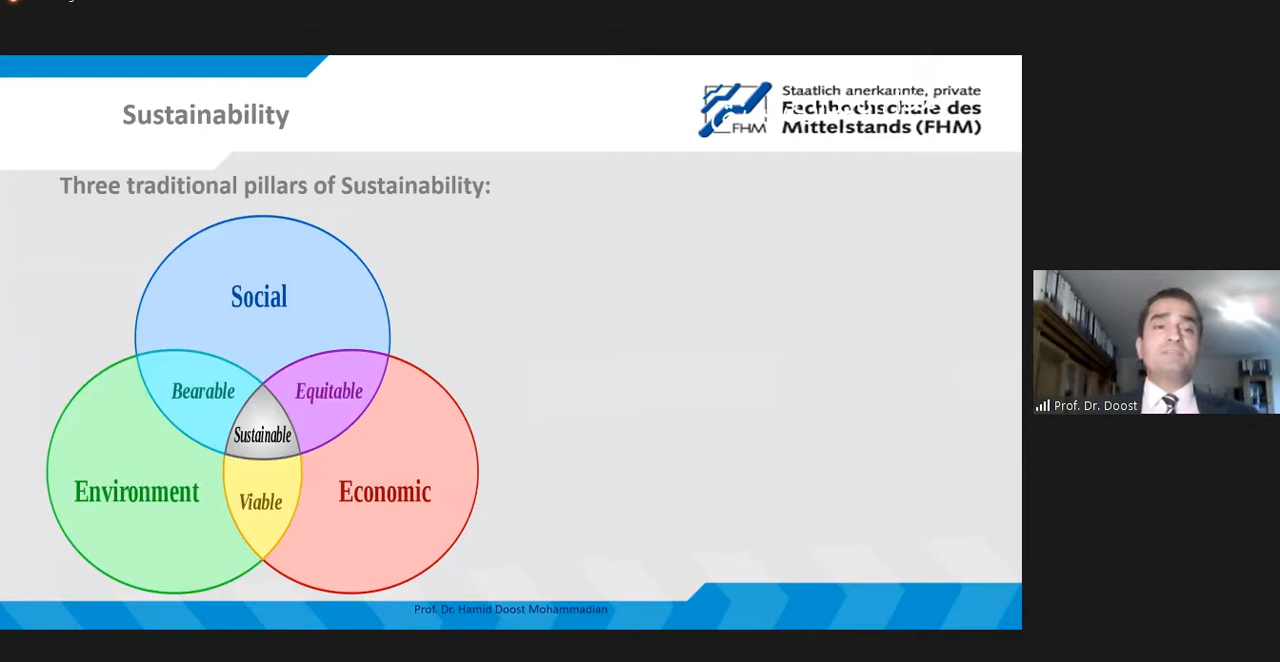 Sustainability
Staatlich anerkannte, private
Fachhochschule des
Mittelstands (FHM)
FHM
Three traditional pillars of Sustainability:
Social
Bearable
Equitable
Sustainable
Environment
Economic
Viable
Prof. Dr. Hamid Doost Mohammadian
Prof. Dr. Doost